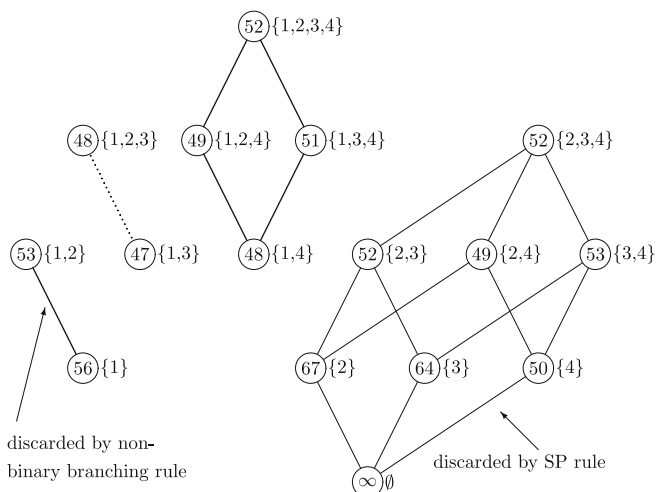 52 {1,2,3,4}
48 {1,2,3} 49 {1,2,4} 51 {1,3,4} 52 {2,3,4}
53 {1,2} 47 {1,3} 48 {1,4} 52 {2,3} 49 {2,4} 53 {3,4}
56 {1} 67 {2} 64 {3} 50 {4}
discarded by non-
binary branching rule
discarded by SP rule
∞ ∅